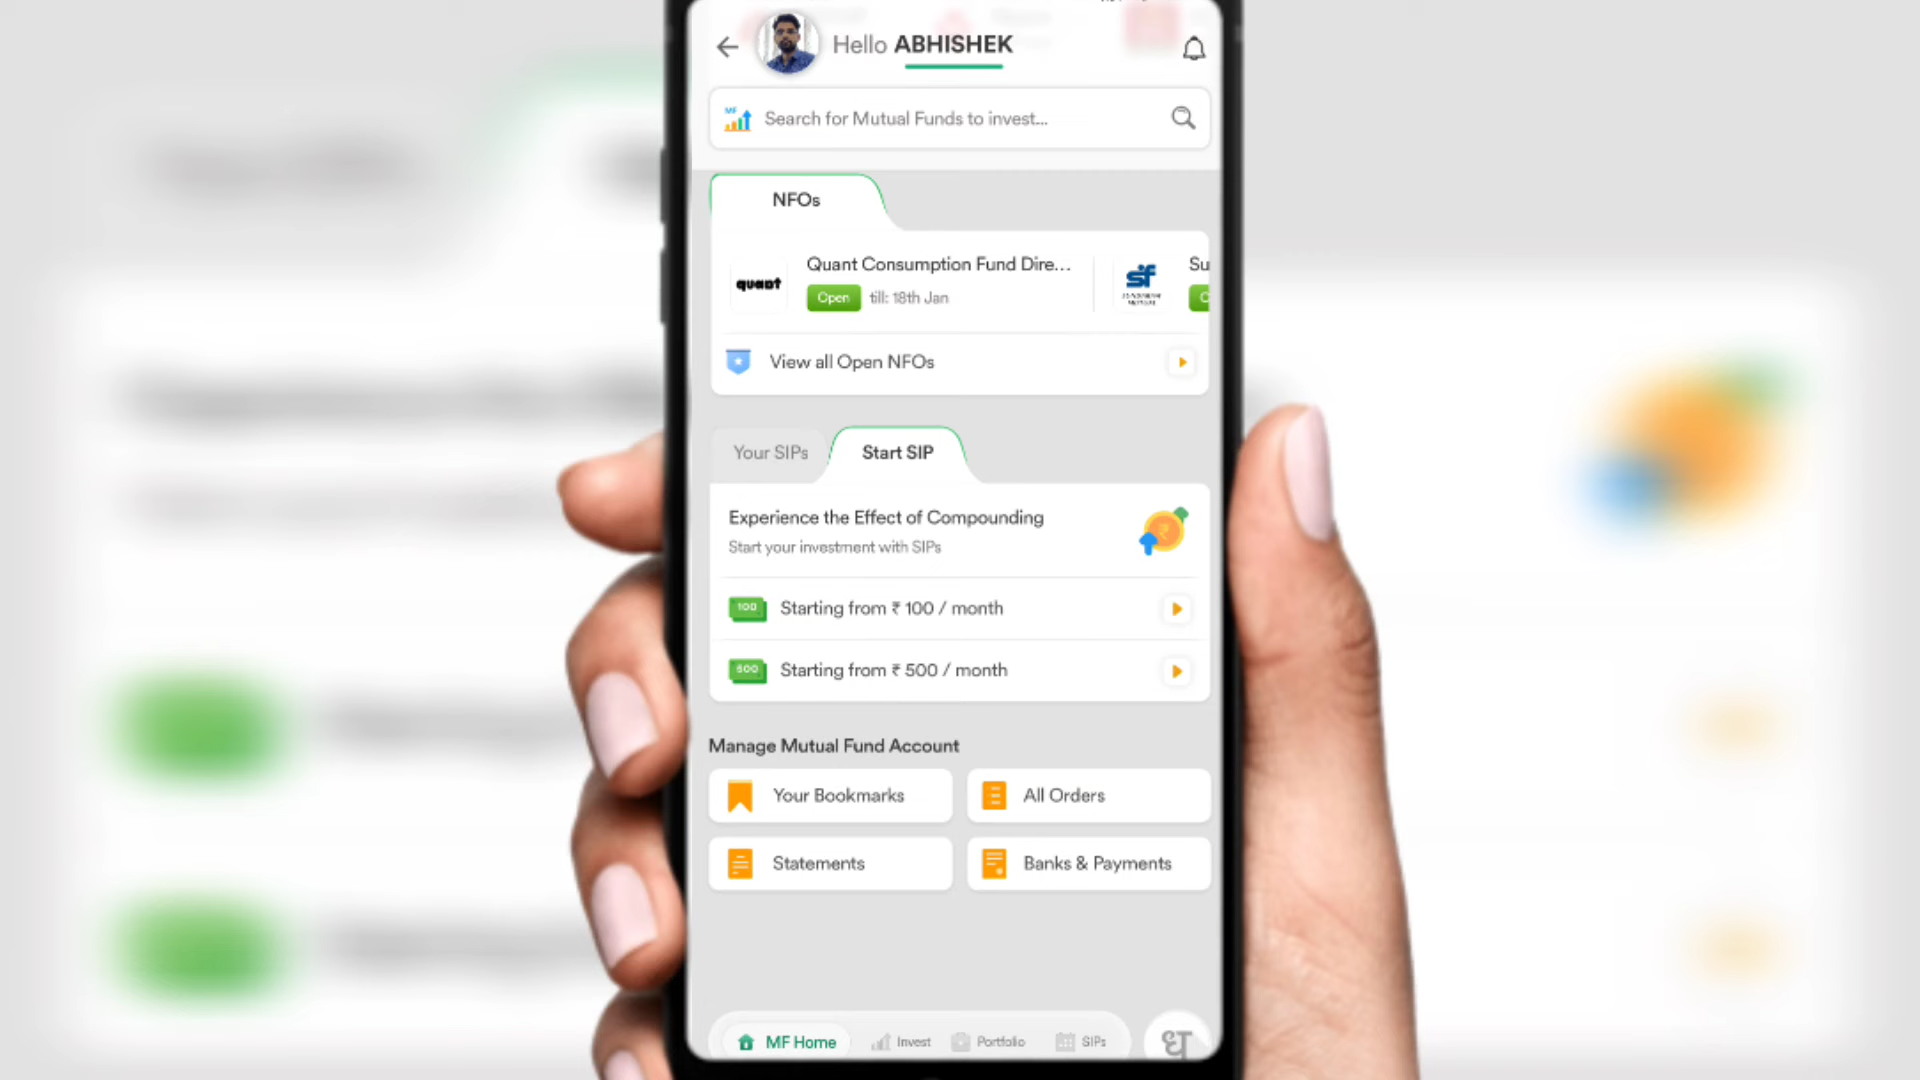 Hello ABHISHEK
MF
Search for Mutual Funds to invest...
NFOs
quant
Quant Consumption Fund Dire...
Open till: 18th Jan
sf
Su
View all Open NFOs
Your SIPs
Start SIP
Experience the Effect of Compounding
Start your investment with SIPs
₹
100
Starting from ₹ 100 / month
500
Starting from ₹ 500 / month
Manage Mutual Fund Account
Your Bookmarks
All Orders
Statements
Banks & Payments
MF Home
Invest
Portfolio
SIPs
ध